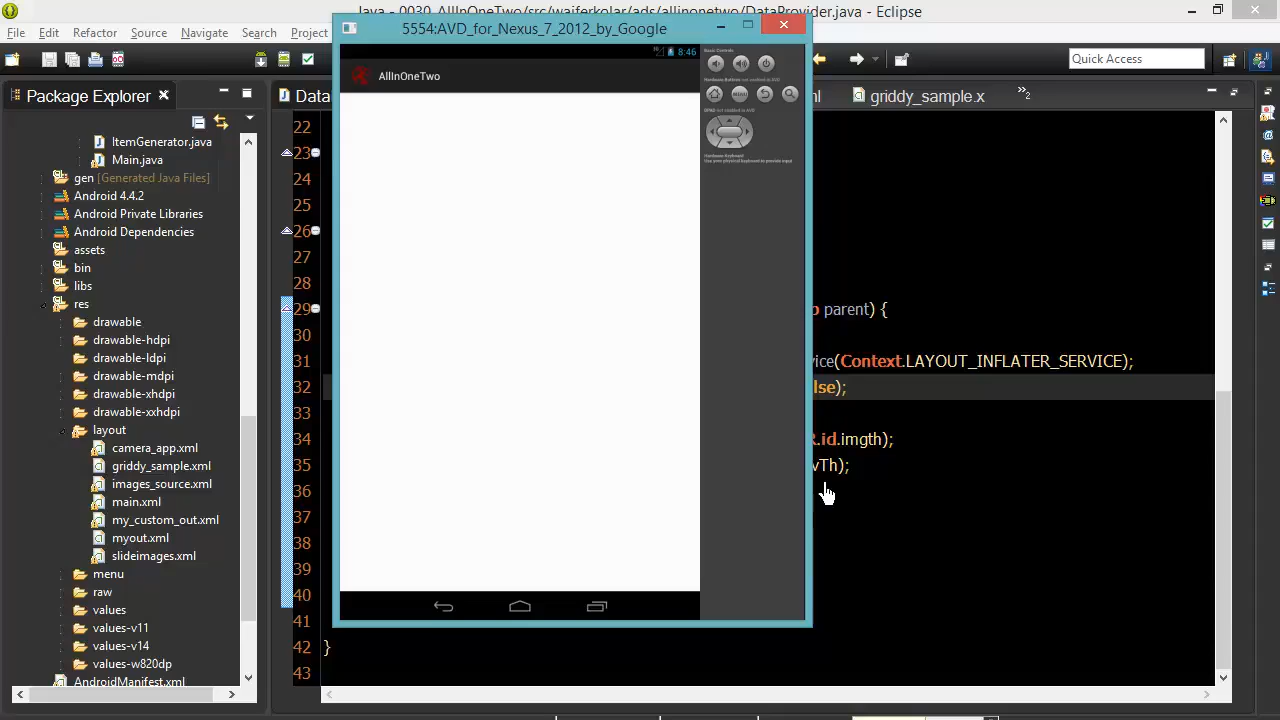 Java - 0030_AllInOneTwo/src/waiferkolar/ads/allinonetwo/DataProvider.java - Eclipse
5554:AVD_for_Nexus_7_2012_by_Google
File Edit Refactor Source Navigate Search Project
Quick Access
Package Explorer
Data
griddy_sample.x
8:46
AllInOneTwo
Basic Controls
Hardware Buttons not enabled in AVD
MENU
DPAD not enabled in AVD
Hardware Keyboard
Use your physical keyboard to provide input
ItemGenerator.java
Main.java
gen [Generated Java Files]
Android 4.4.2
Android Private Libraries
Android Dependencies
assets
bin
libs
res
drawable
drawable-hdpi
drawable-ldpi
drawable-mdpi
drawable-xhdpi
drawable-xxhdpi
layout
camera_app.xml
griddy_sample.xml
images_source.xml
main.xml
my_custom_out.xml
myout.xml
slideimages.xml
menu
raw
values
values-v11
values-v14
values-w820dp
AndroidManifest.xml
22
23
24
25
26
27
28
29 parent) {
30
31 vice(Context.LAYOUT_INFLATER_SERVICE);
32 lse);
33
34 R.id.imgth);
35 vTh);
36
37
38
39
40
41
42 }
43